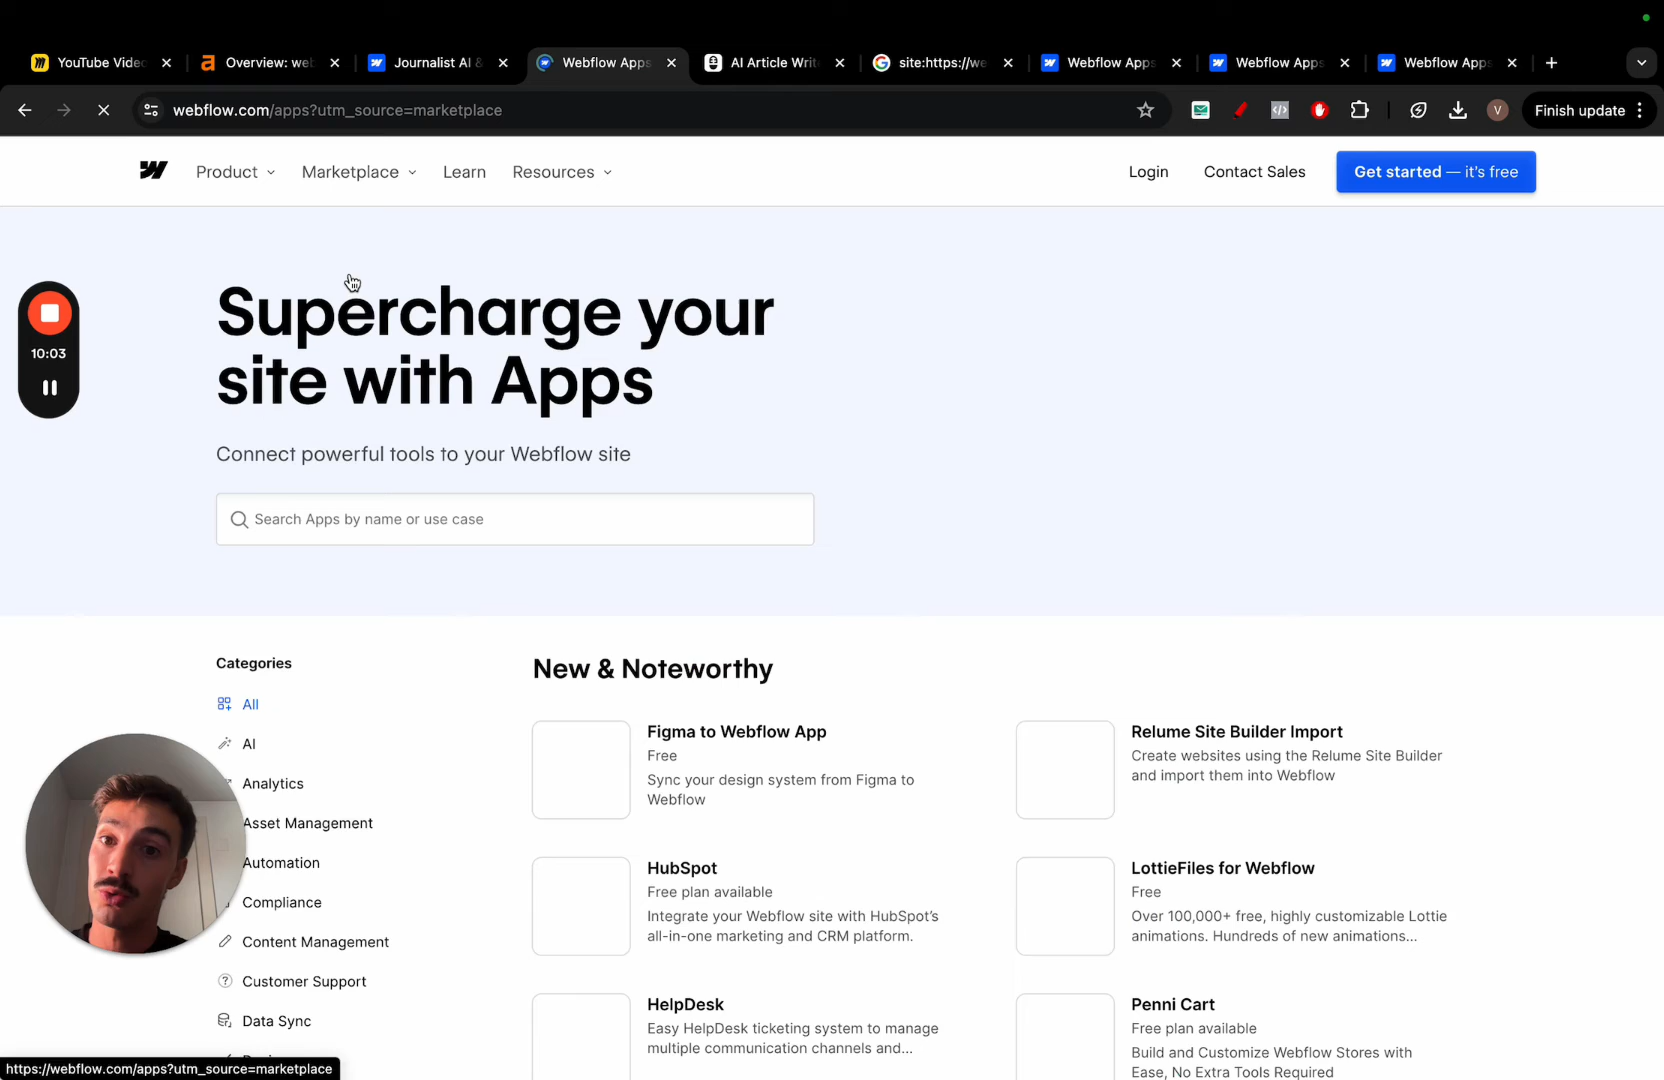 YouTube Vide
Overview: we
Journalist AI &
Webflow Apps
AI Article Writ
site:https://we
Webflow Apps
Webflow Apps
Webflow Apps
webflow.com/apps?utm_source=marketplace
V
Finish update
Product
Marketplace
Learn
Resources
Login
Contact Sales
Get started — it's free
Supercharge your
site with Apps
10:03
Connect powerful tools to your Webflow site
Search Apps by name or use case
Categories
New & Noteworthy
All
AI
Analytics
Asset Management
Automation
Compliance
Content Management
Customer Support
Data Sync
Figma to Webflow App
Free
Sync your design system from Figma to
Webflow
Relume Site Builder Import
Create websites using the Relume Site Builder
and import them into Webflow
HubSpot
Free plan available
Integrate your Webflow site with HubSpot's
all-in-one marketing and CRM platform.
LottieFiles for Webflow
Free
Over 100,000+ free, highly customizable Lottie
animations. Hundreds of new animations...
HelpDesk
Easy HelpDesk ticketing system to manage
multiple communication channels and...
Penni Cart
Free plan available
Build and Customize Webflow Stores with
Ease, No Extra Tools Required
https://webflow.com/apps?utm_source=marketplace